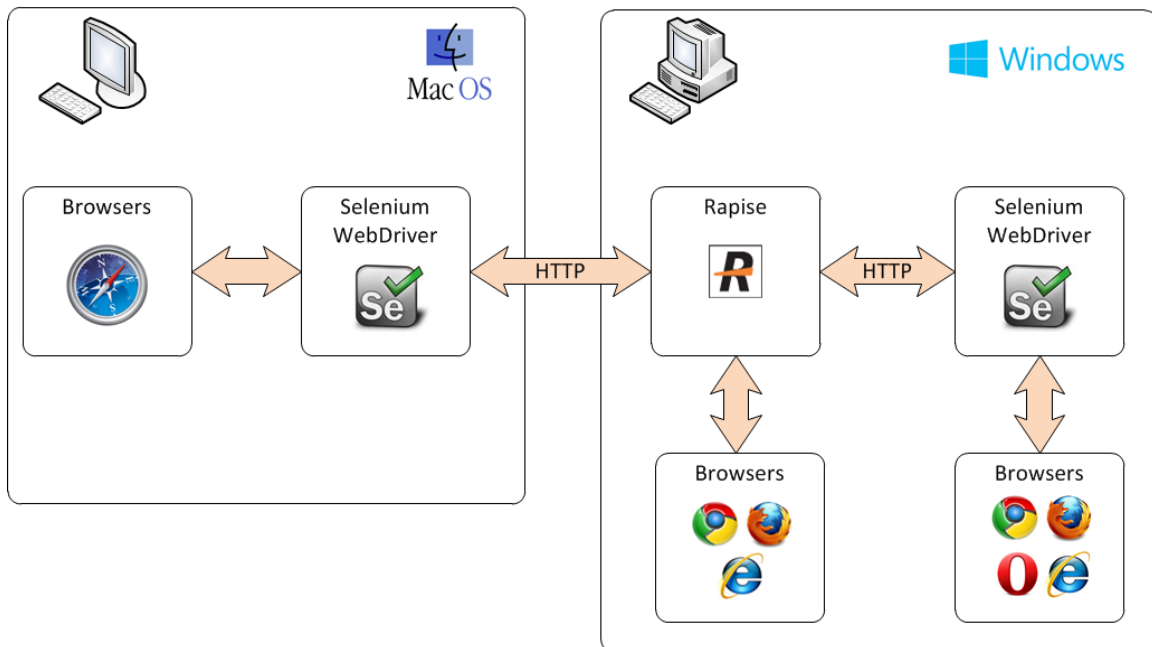 Mac OS
Windows
Browsers
Selenium
WebDriver
Se
HTTP
Rapise
R
HTTP
Selenium
WebDriver
Se
N
E
S
W
Browsers
Browsers